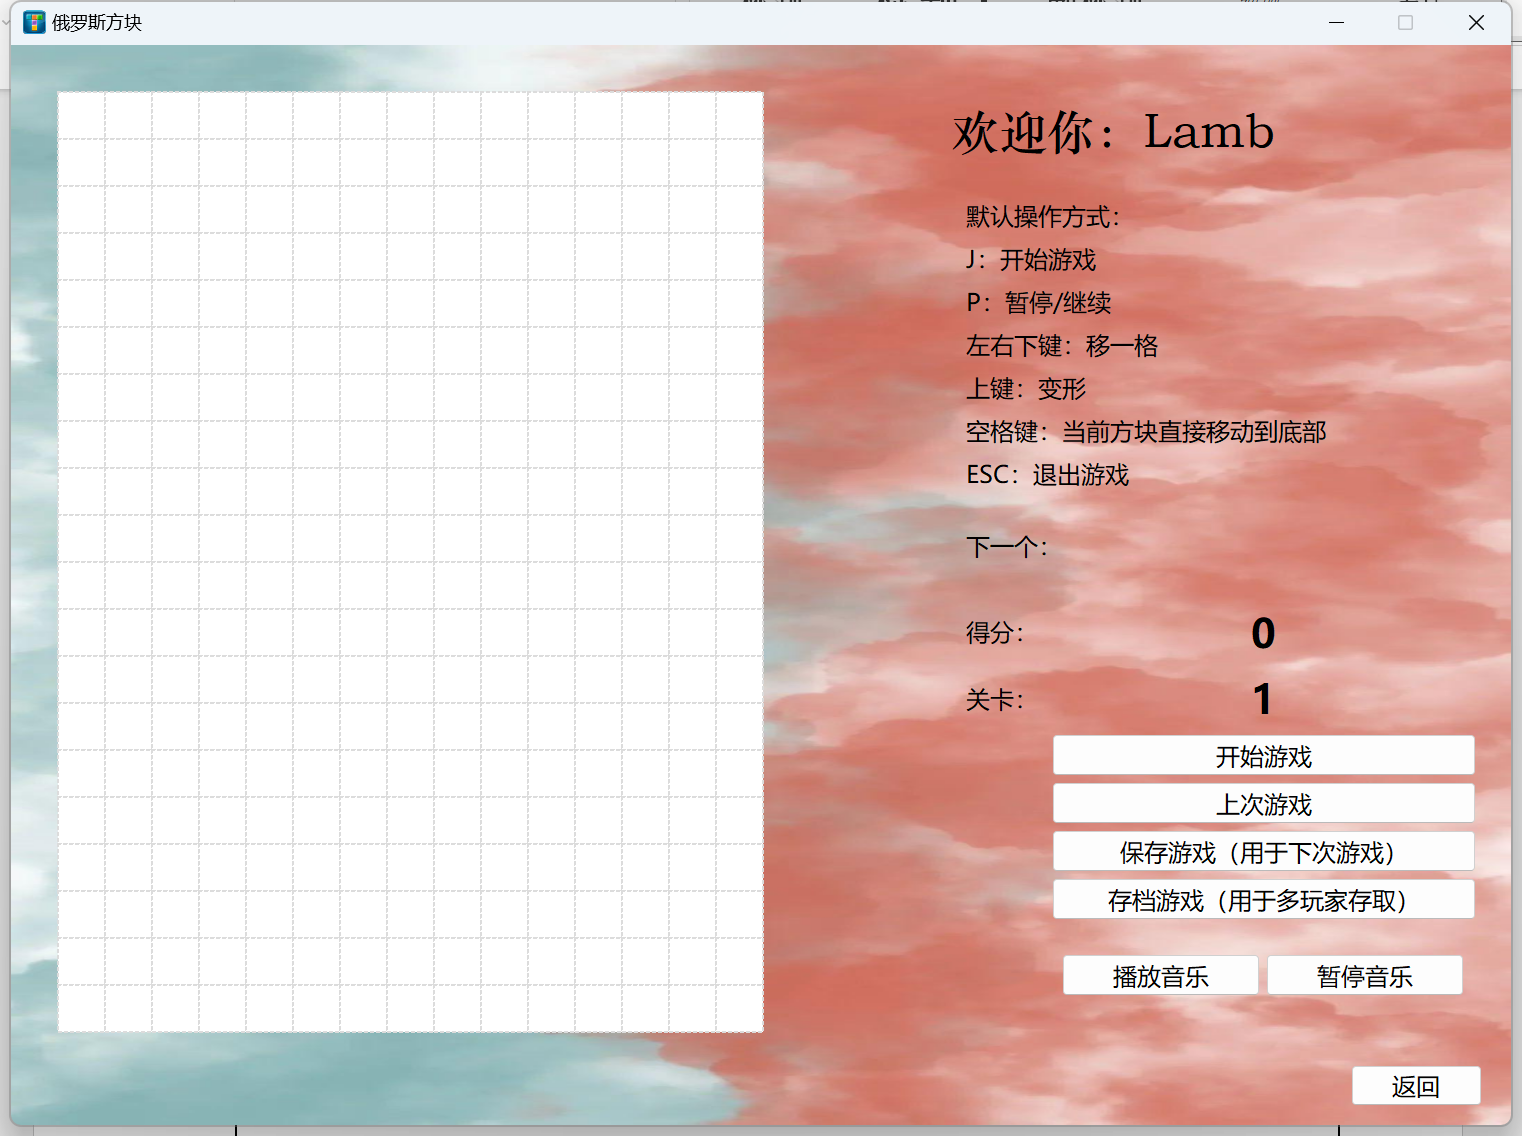 俄罗斯方块
欢迎你：Lamb
默认操作方式：
J：开始游戏
P：暂停/继续
左右下键：移一格
上键：变形
空格键：当前方块直接移动到底部
ESC：退出游戏
下一个：
得分：
0
关卡：
1
开始游戏
上次游戏
保存游戏（用于下次游戏）
存档游戏（用于多玩家存取）
播放音乐
暂停音乐
返回